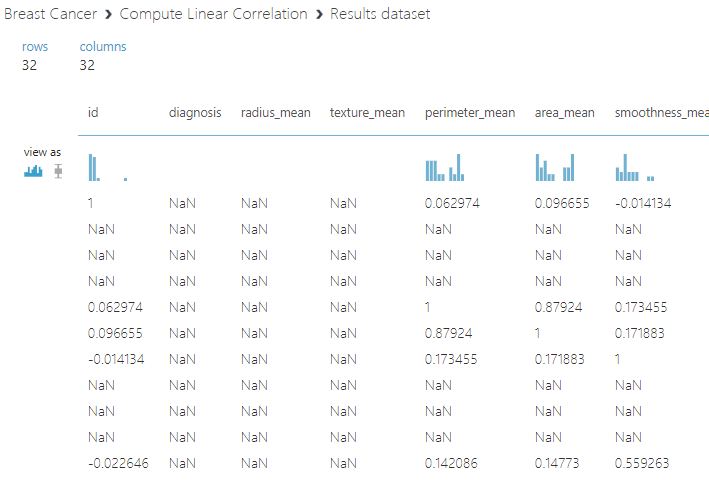 Breast Cancer › Compute Linear Correlation › Results dataset
rows columns
32 32
id diagnosis radius_mean texture_mean perimeter_mean area_mean smoothness_mea
view as
1 NaN NaN NaN 0.062974 0.096655 -0.014134
NaN NaN NaN NaN NaN NaN NaN
NaN NaN NaN NaN NaN NaN NaN
NaN NaN NaN NaN NaN NaN NaN
0.062974 NaN NaN NaN 1 0.87924 0.173455
0.096655 NaN NaN NaN 0.87924 1 0.171883
-0.014134 NaN NaN NaN 0.173455 0.171883 1
NaN NaN NaN NaN NaN NaN NaN
NaN NaN NaN NaN NaN NaN NaN
NaN NaN NaN NaN NaN NaN NaN
-0.022646 NaN NaN NaN 0.142086 0.14773 0.559263